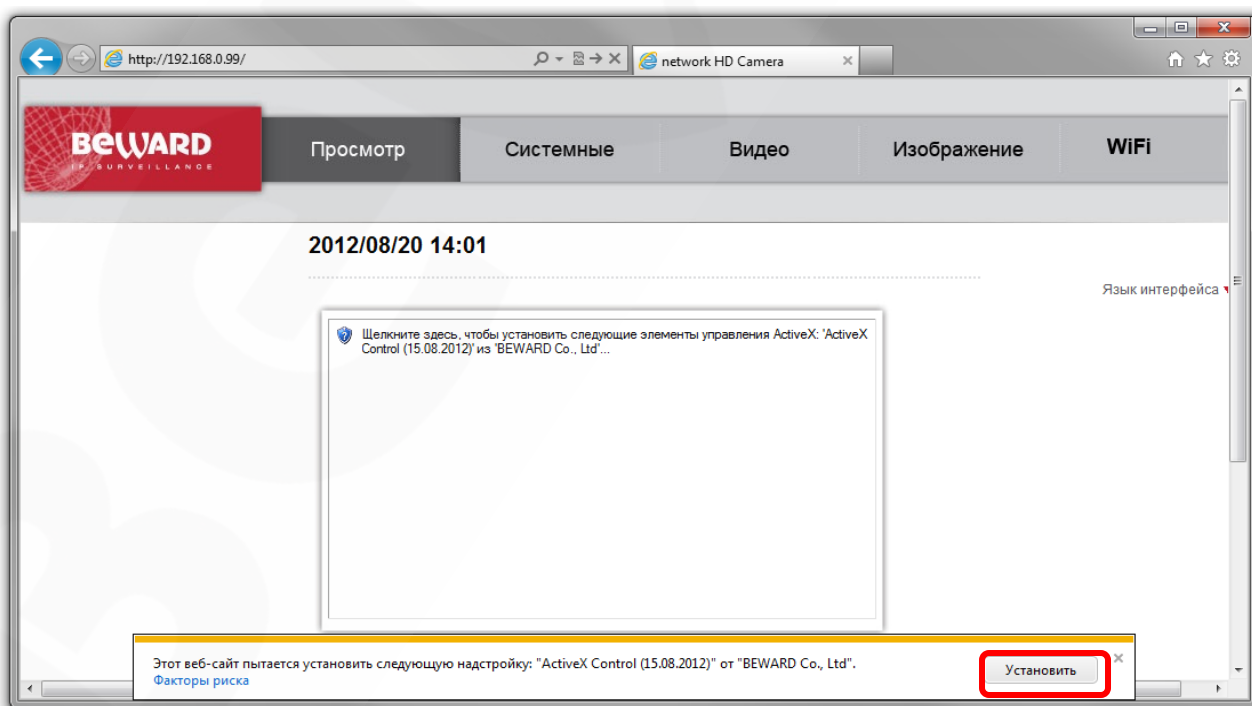 http://192.168.0.99/
network HD Camera
BEWARD
IP SURVEILLANCE
Просмотр
Системные
Видео
Изображение
WiFi
2012/08/20 14:01
Язык интерфейса
Щелкните здесь, чтобы установить следующие элементы управления ActiveX: 'ActiveX
Control (15.08.2012)' из 'BEWARD Co., Ltd'...
Этот веб-сайт пытается установить следующую надстройку: "ActiveX Control (15.08.2012)" от "BEWARD Co., Ltd".
Факторы риска
Установить